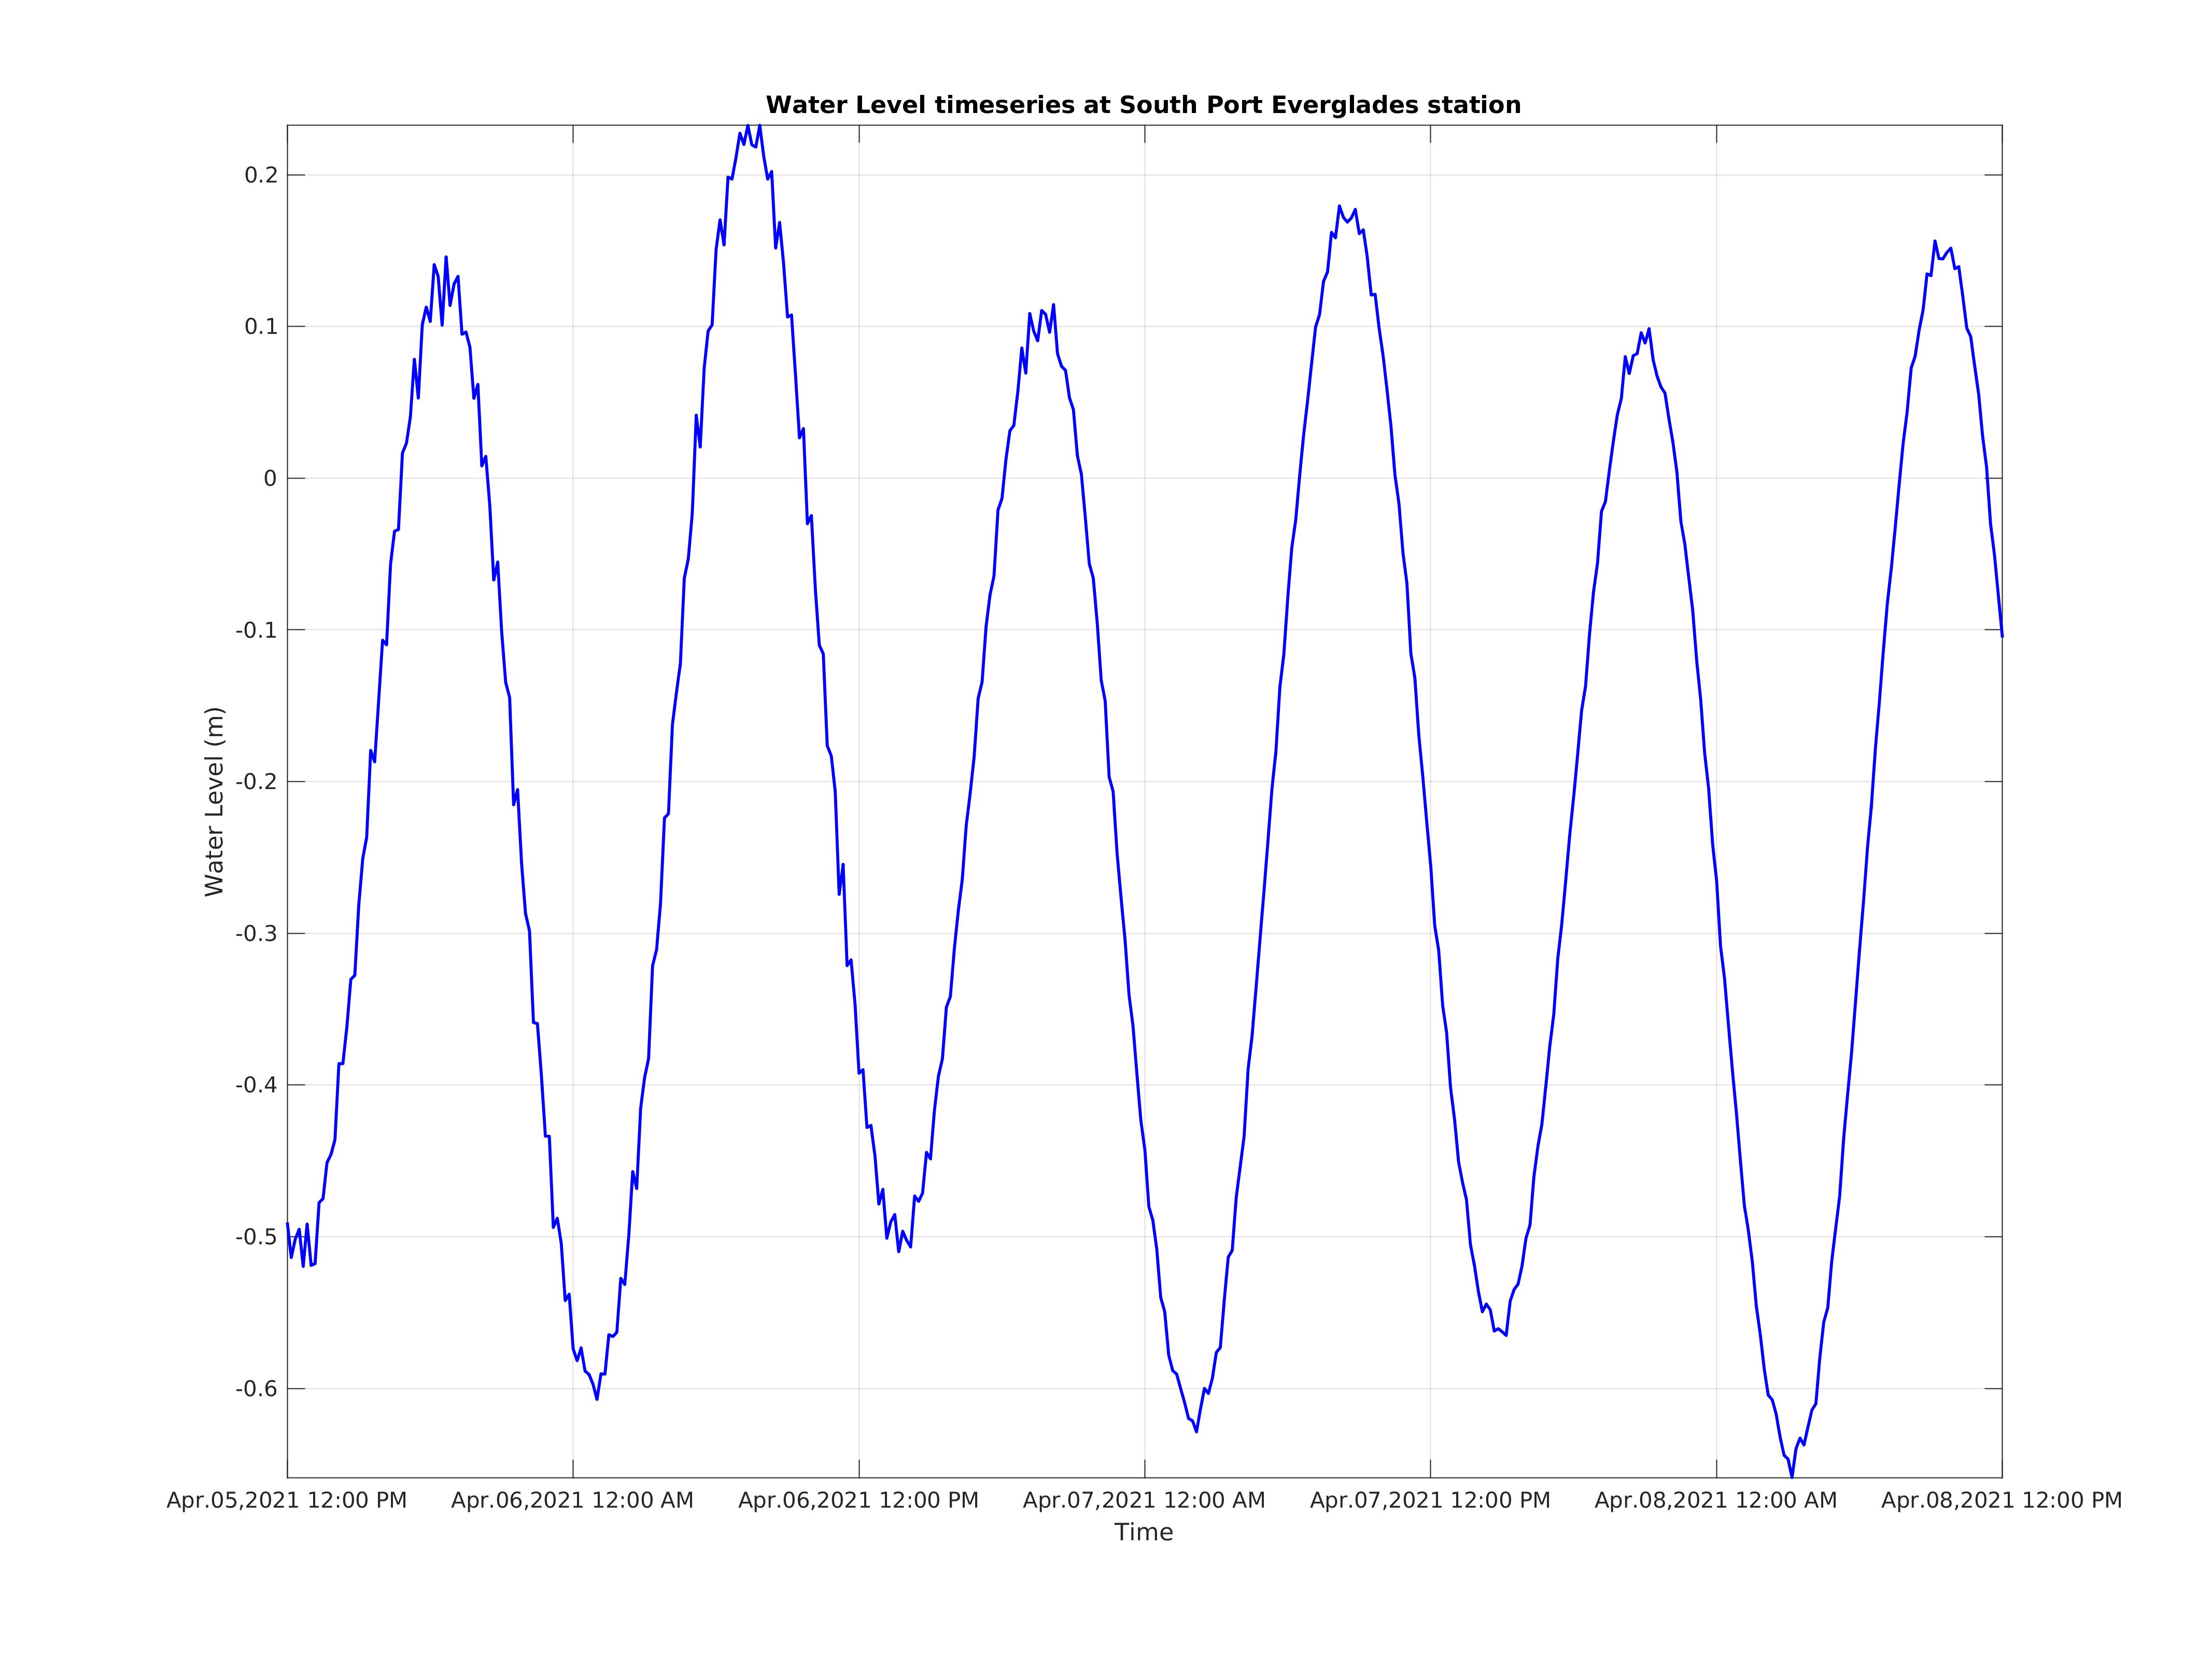 Water Level timeseries at South Port Everglades station
0.2
0.1
0
-0.1
-0.2
-0.3
-0.4
-0.5
-0.6
Water Level (m)
Apr.05,2021 12:00 PM Apr.06,2021 12:00 AM Apr.06,2021 12:00 PM Apr.07,2021 12:00 AM Apr.07,2021 12:00 PM Apr.08,2021 12:00 AM Apr.08,2021 12:00 PM
Time